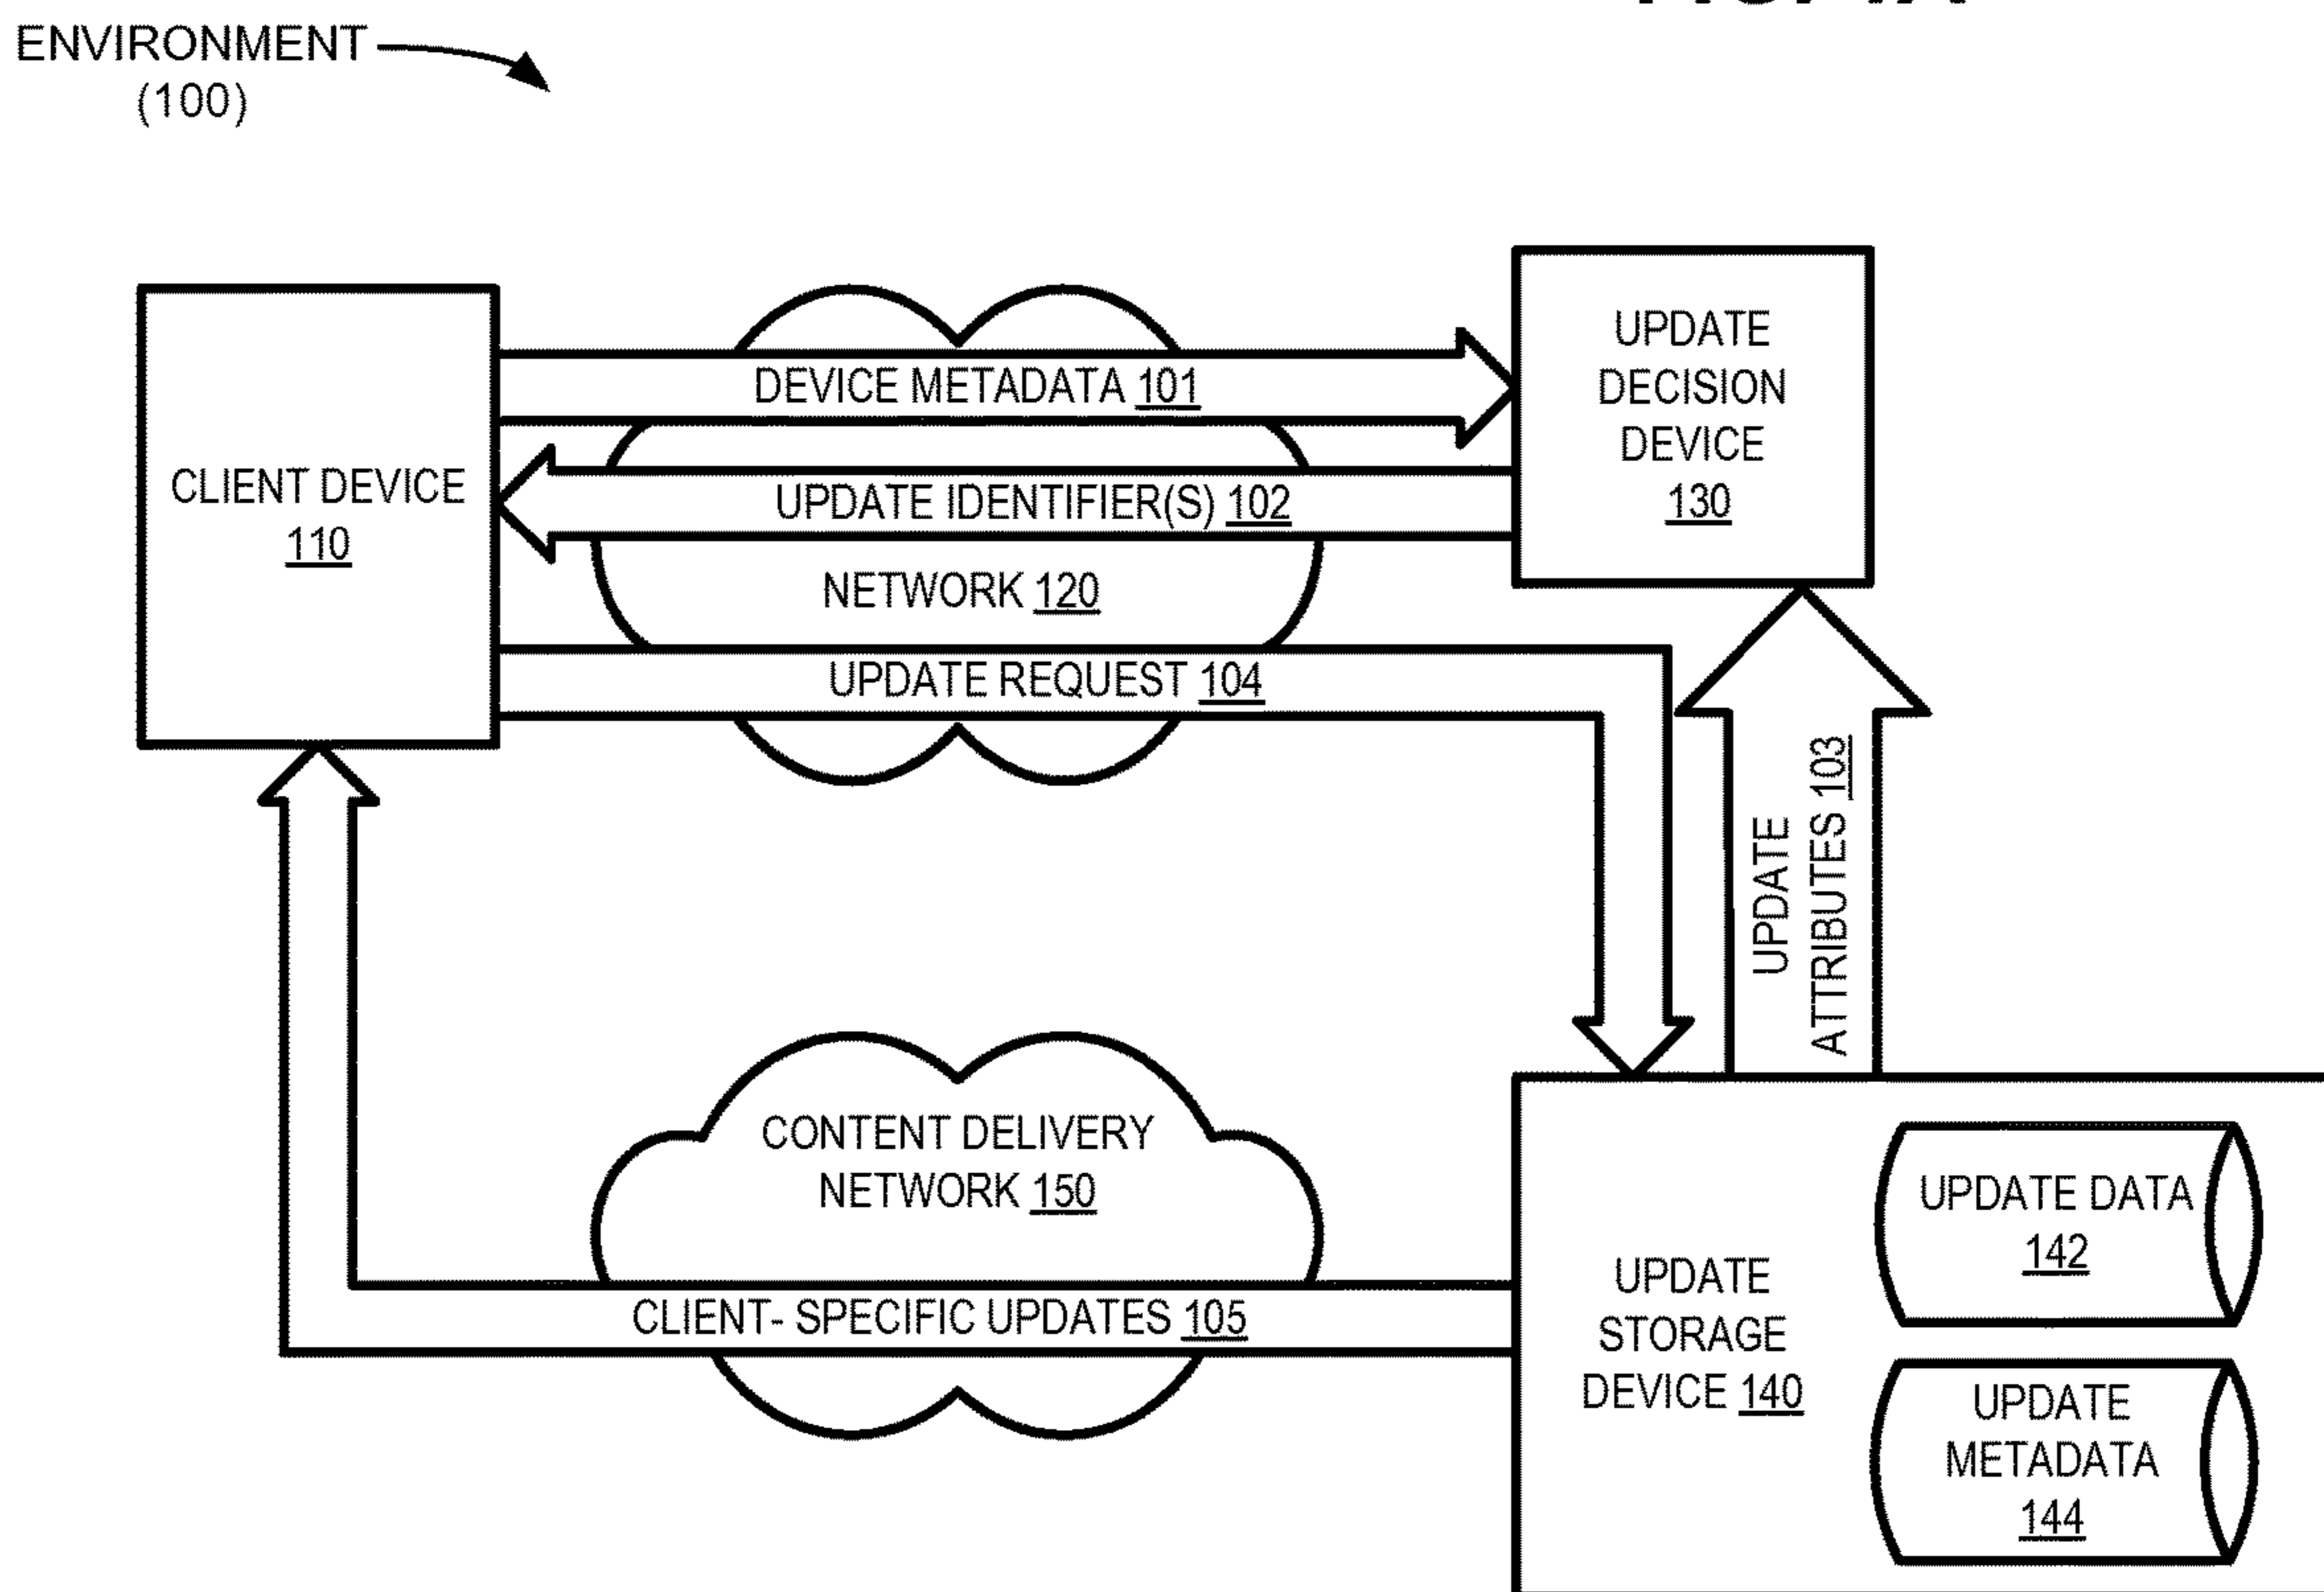 ENVIRONMENT
(100)
UPDATE
DECISION
DEVICE
130
DEVICE METADATA 101
CLIENT DEVICE
110
UPDATE IDENTIFIER(S) 102
NETWORK 120
UPDATE REQUEST 104
UPDATE
ATTRIBUTES 103
CONTENT DELIVERY
NETWORK 150
CLIENT- SPECIFIC UPDATES 105
UPDATE
STORAGE
DEVICE 140
UPDATE DATA
142
UPDATE
METADATA
144